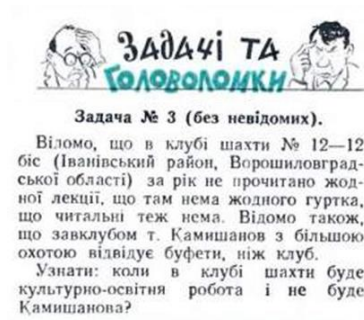 ЗАДАЧІ ТА
ГОЛОВОЛОМКИ
Задача № 3 (без невідомих).
Відомо, що в клубі шахти № 12—12
біс (Іванівський район, Ворошиловград-
ської області) за рік не прочитано жод-
ної лекції, що там нема жодного гуртка,
що читальні теж нема. Відомо також,
що завклубом т. Камишанов з більшою
охотою відвідує буфети, ніж клуб.
Узнати: коли в клубі шахти буде
культурно-освітня робота і не буде
Камишанова?